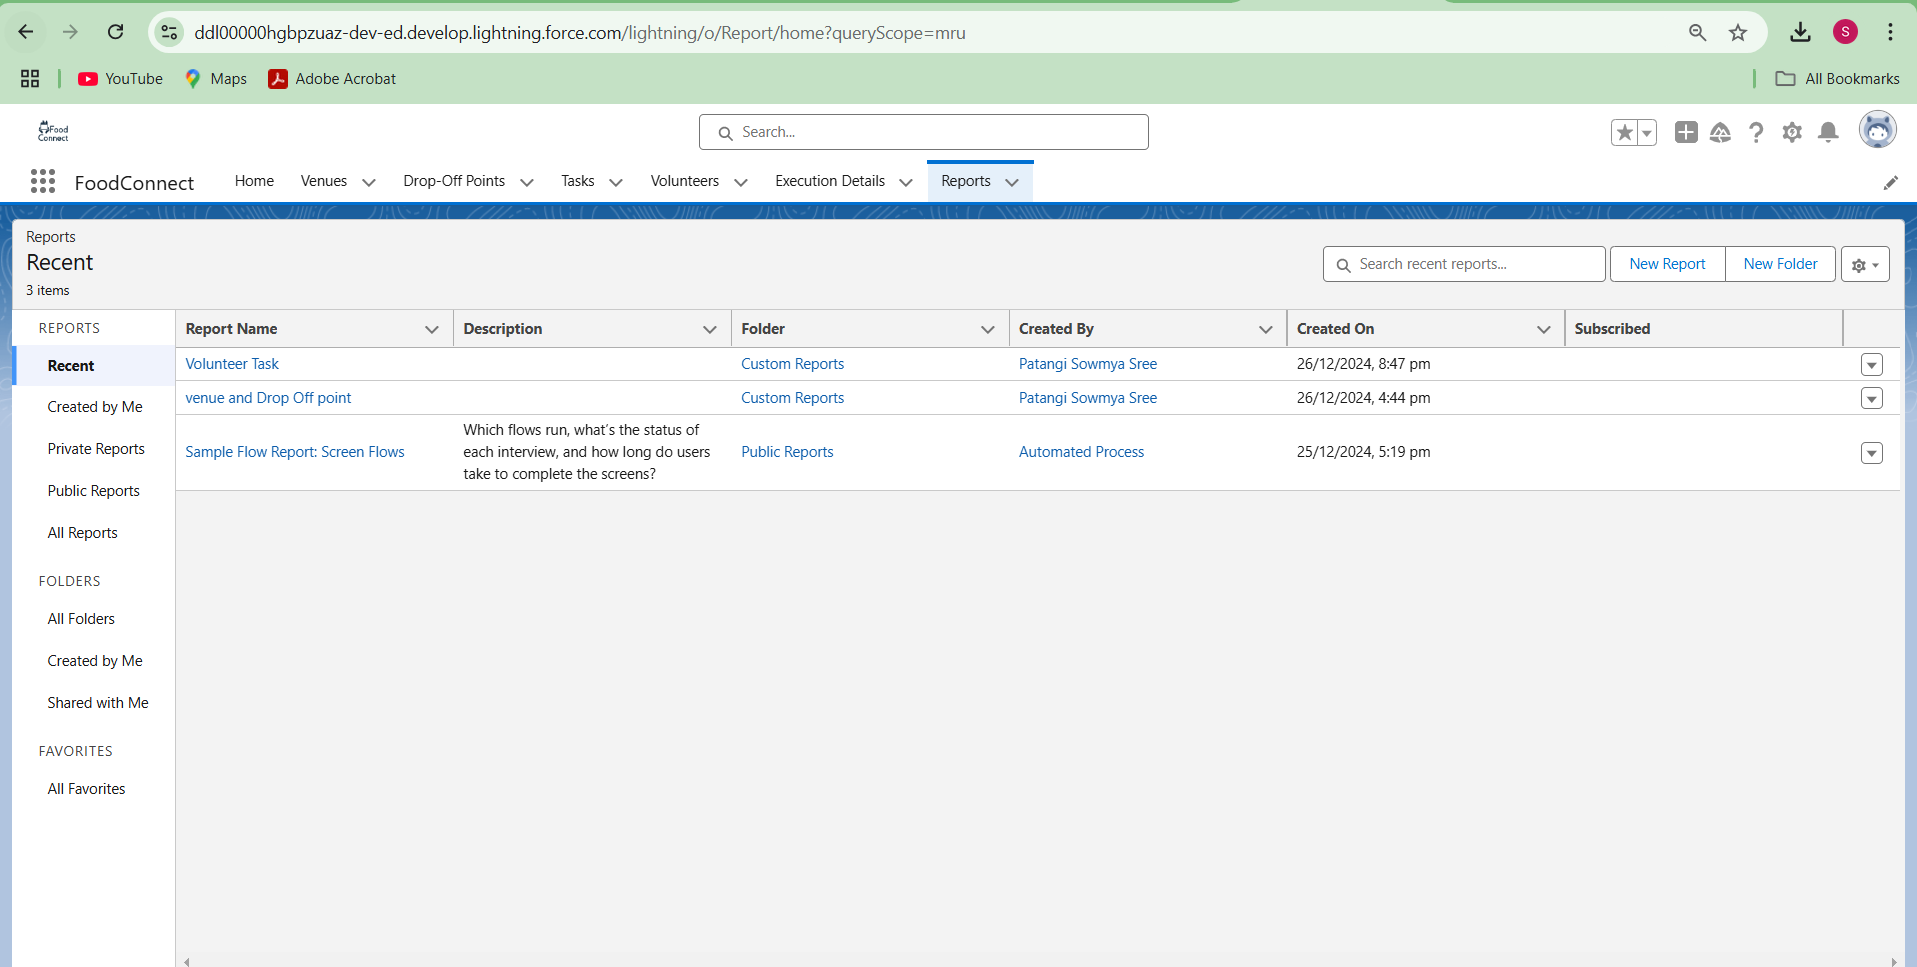 ddl00000hgbpzuaz-dev-ed.develop.lightning.force.com/lightning/o/Report/home?queryScope=mru
S
YouTube Maps Adobe Acrobat All Bookmarks
Food
Connect
Search...
FoodConnect Home Venues Drop-Off Points Tasks Volunteers Execution Details Reports
Reports
Recent
3 items
Search recent reports... New Report New Folder
REPORTS
Recent
Created by Me
Private Reports
Public Reports
All Reports
FOLDERS
All Folders
Created by Me
Shared with Me
FAVORITES
All Favorites
Report Name Description Folder Created By Created On Subscribed
Volunteer Task Custom Reports Patangi Sowmya Sree 26/12/2024, 8:47 pm
venue and Drop Off point Custom Reports Patangi Sowmya Sree 26/12/2024, 4:44 pm
Sample Flow Report: Screen Flows Which flows run, what's the status of each interview, and how long do users take to complete the screens? Public Reports Automated Process 25/12/2024, 5:19 pm